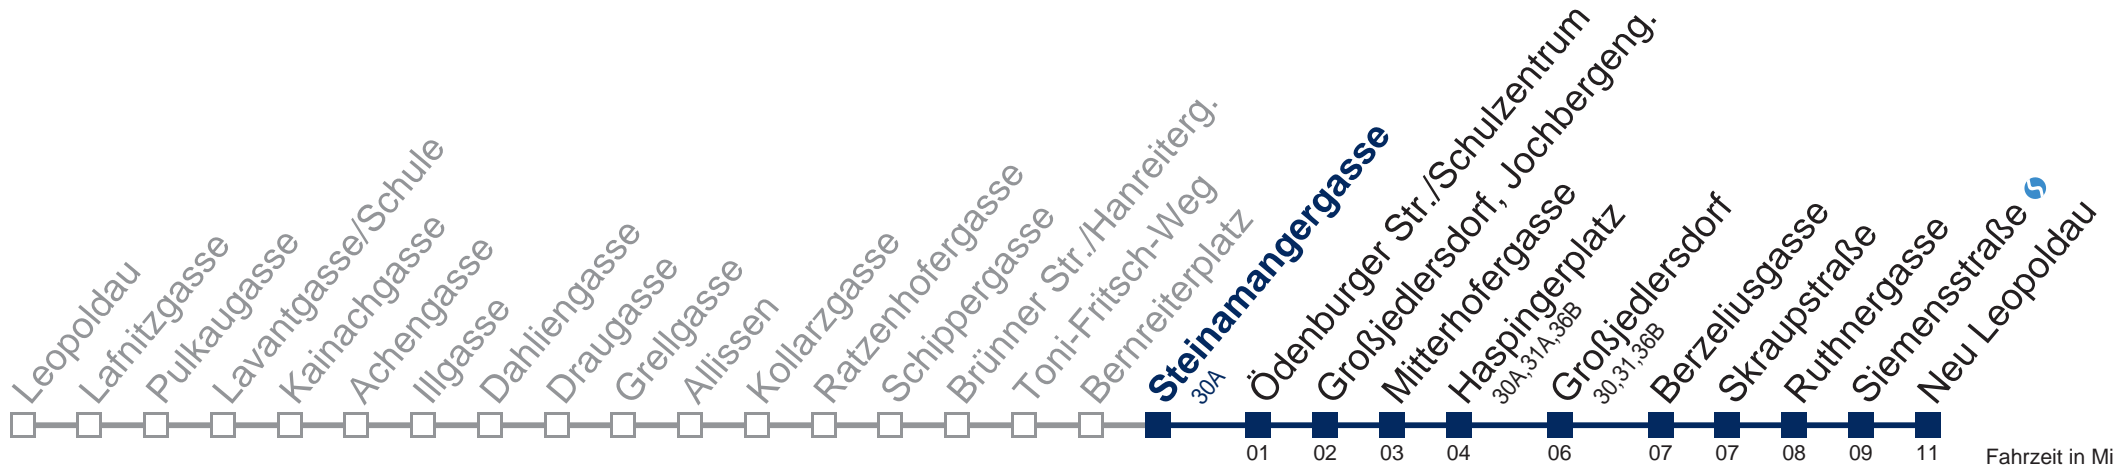 Leopoldau
Lafnitzgasse
Pulkaugasse
Lavantgasse/Schule
Kainachgasse
Achengasse
Illgasse
Dahliengasse
Draugasse
Grellgasse
Allissen
Kollarzgasse
Ratzenhofergasse
Schippergasse
Brünner Str./Hanreiterg.
Toni-Fritsch-Weg
Bernreiterplatz
Steinamangergasse
30A
Ödenburger Str./Schulzentrum
Großjedlersdorf, Jochbergeng.
Mitterhofergasse
Haspingerplatz
30A,31A,36B
Großjedlersdorf
30,31,36B
Berzeliusgasse
Skraupstraße
Ruthnergasse
Siemensstraße
Neu Leopoldau
01 02 03 04 06 07 07 08 09 11
Fahrzeit in Mi